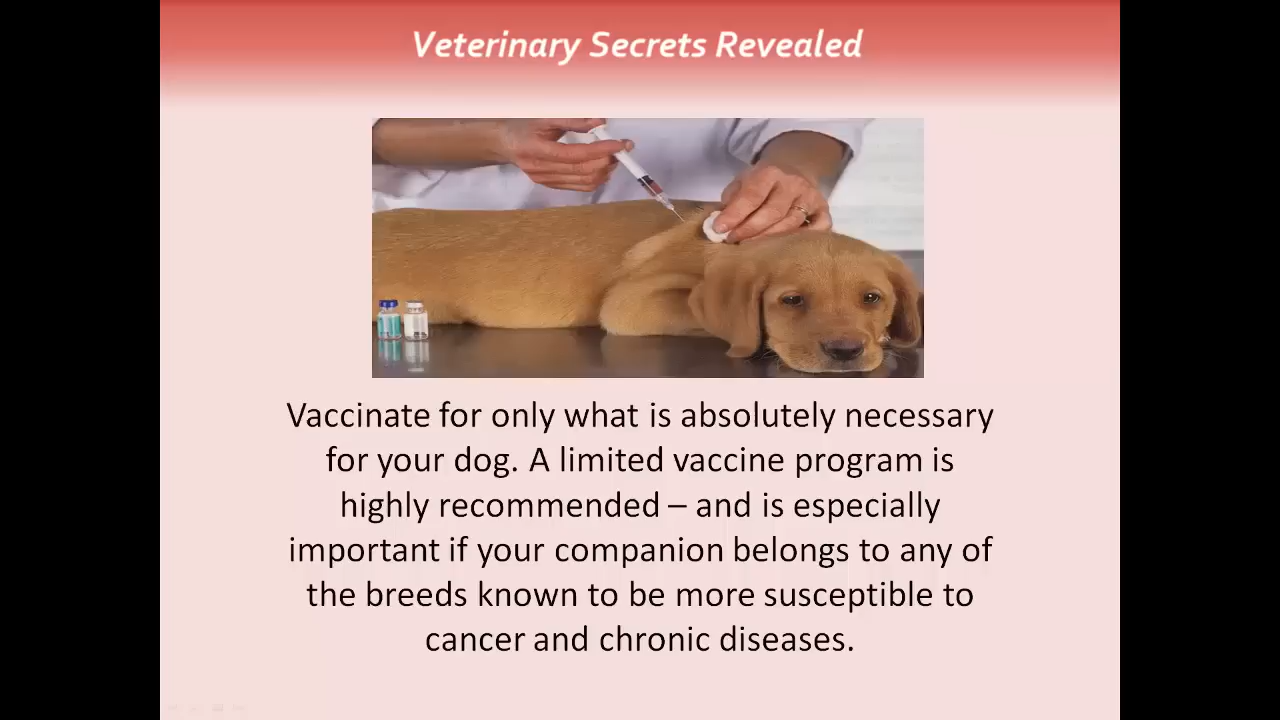 Veterinary Secrets Revealed
Vaccinate for only what is absolutely necessary
for your dog. A limited vaccine program is
highly recommended – and is especially
important if your companion belongs to any of
the breeds known to be more susceptible to
cancer and chronic diseases.